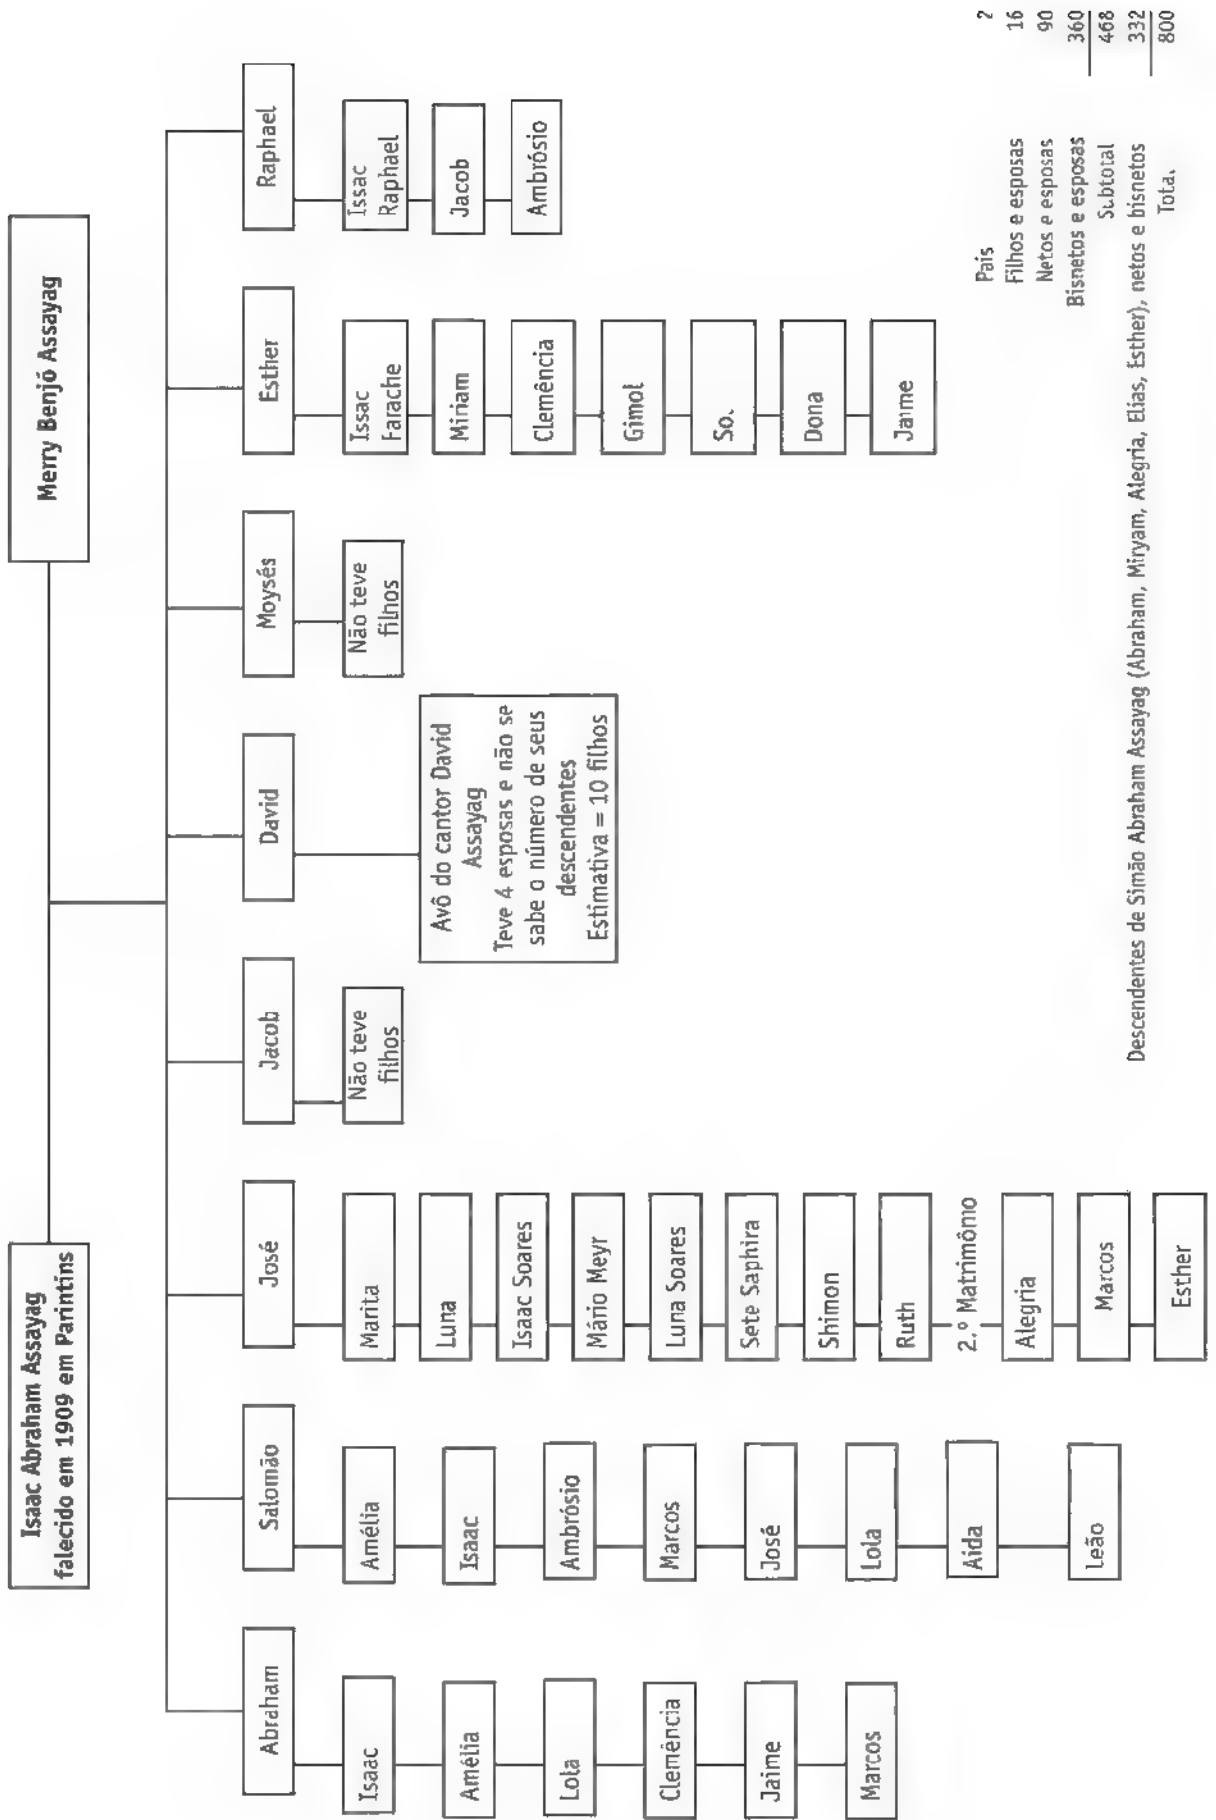 Isaac Abraham Assayag
falecido em 1909 em Parintins
Merry Benjó Assayag
Abraham
Isaac
Amélia
Lola
Clemência
Jaime
Marcos
Salomão
Amélia
Isaac
Ambrósio
Marcos
José
Lola
Aida
Leão
José
Marita
Luna
Isaac Soares
Mário Meyr
Luna Soares
Sete Saphira
Shimon
Ruth
2.º Matrimônio
Alegria
Marcos
Esther
Jacob
Não teve
filhos
David
Avô do cantor David
Assayag
Teve 4 esposas e não se
sabe o número de seus
descendentes
Estimativa = 10 filhos
Moysés
Não teve
filhos
Esther
Issac
Farache
Miriam
Clemência
Gimol
So.
Dona
Jaime
Raphael
Issac
Raphael
Jacob
Ambrósio
Pais 2
Filhos e esposas 16
Netos e esposas 90
Bisnetos e esposas 360
Subtotal 468
Descendentes de Simão Abraham Assayag (Abraham, Miryam, Alegria, Elias, Esther), netos e bisnetos 332
Tota. 800